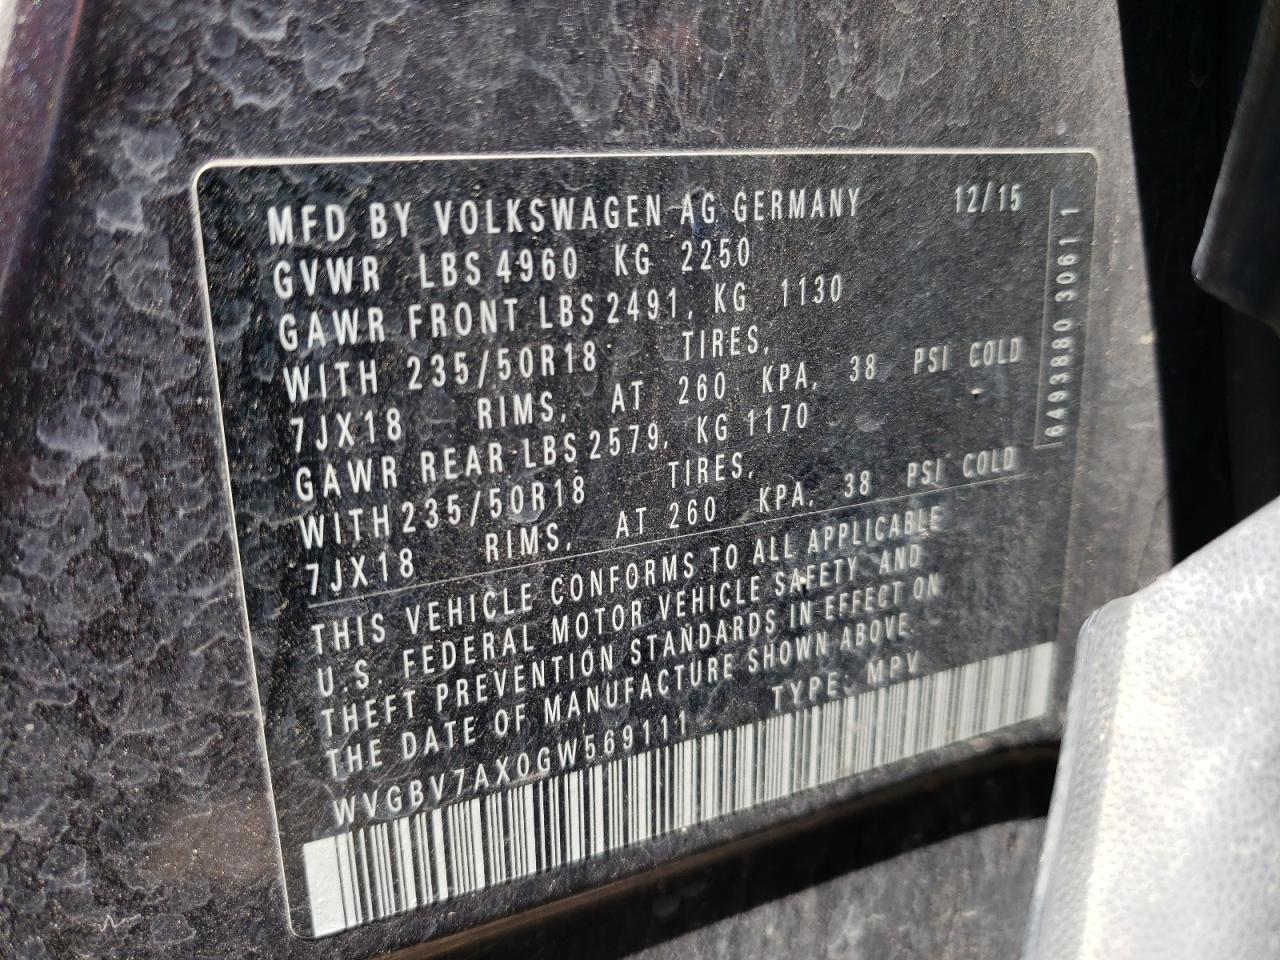 MFD BY VOLKSWAGEN AG GERMANY 12/15
GVWR LBS 4960 KG 2250
GAWR FRONT LBS 2491, KG 1130
WITH 235/50R18 TIRES,
7JX18 RIMS, AT 260 KPA, 38 PSI COLD
GAWR REAR LBS 2579, KG 1170
WITH 235/50R18 TIRES,
7JX18 RIMS, AT 260 KPA, 38 PSI COLD
THIS VEHICLE CONFORMS TO ALL APPLICABLE
U.S. FEDERAL MOTOR VEHICLE SAFETY AND
THEFT PREVENTION STANDARDS IN EFFECT ON
THE DATE OF MANUFACTURE SHOWN ABOVE.
WVGBV7AX0GW569111 TYPE: MPV
6493880 3061 1